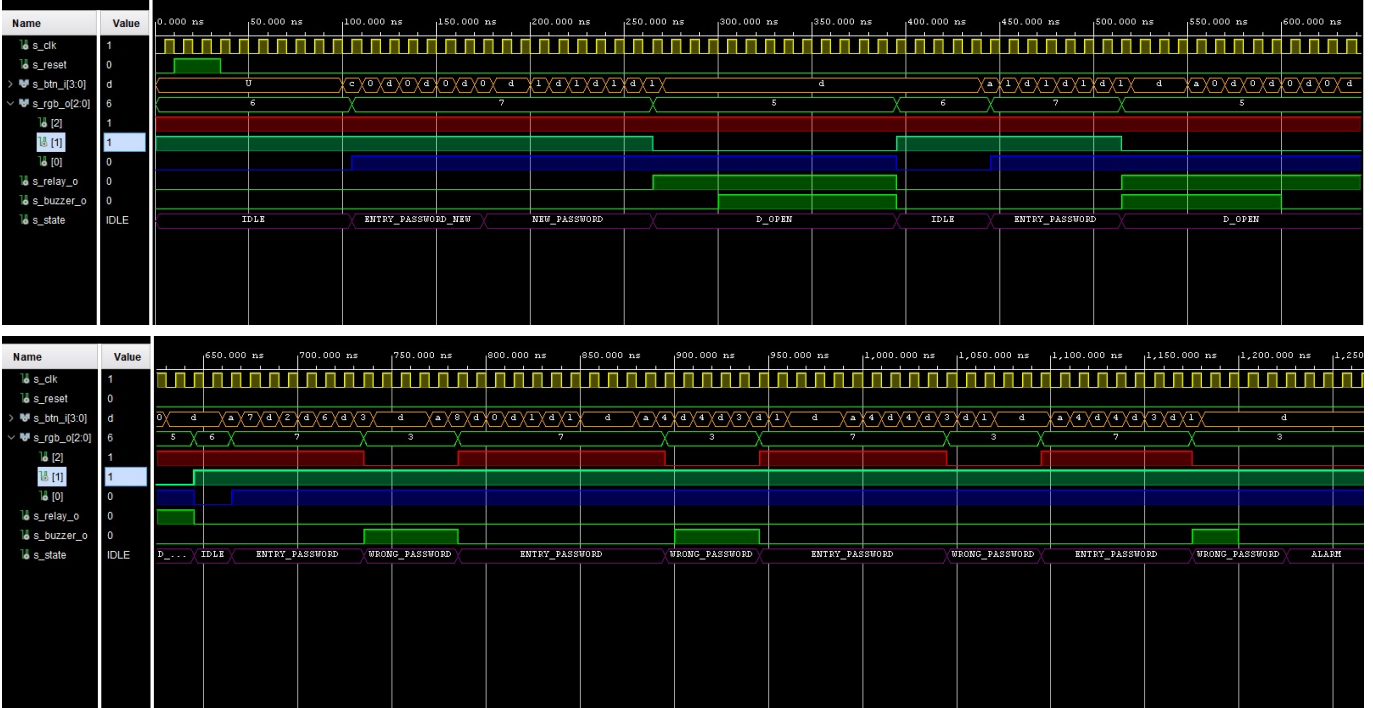 Name Value 0.000 ns 50.000 ns 100.000 ns 150.000 ns 200.000 ns 250.000 ns 300.000 ns 350.000 ns 400.000 ns 450.000 ns 500.000 ns 550.000 ns 600.000 ns
s_clk 1
s_reset 0
s_btn_i[3:0] d U c 0 d 0 d 0 d 0 d 1 d 1 d 1 d 1 d a 1 d 1 d 1 d 1 d a 0 d 0 d 0 d 0 d
s_rgb_o[2:0] 6 6 7 5 6 7 5
[2] 1
[1] 1
[0] 0
s_relay_o 0
s_buzzer_o 0
s_state IDLE IDLE ENTRY_PASSWORD_NEW NEW_PASSWORD D_OPEN IDLE ENTRY_PASSWORD D_OPEN
Name Value 650.000 ns 700.000 ns 750.000 ns 800.000 ns 850.000 ns 900.000 ns 950.000 ns 1,000.000 ns 1,050.000 ns 1,100.000 ns 1,150.000 ns 1,200.000 ns 1,250
s_clk 1
s_reset 0
s_btn_i[3:0] d 0 d a 7 d 2 d 6 d 3 d a 8 d 0 d 1 d 1 d a 4 d 4 d 3 d 1 d a 4 d 4 d 3 d 1 d a 4 d 4 d 3 d 1 d
s_rgb_o[2:0] 6 5 6 7 3 7 3 7 3 7 3
[2] 1
[1] 1
[0] 0
s_relay_o 0
s_buzzer_o 0
s_state IDLE D_... IDLE ENTRY_PASSWORD WRONG_PASSWORD ENTRY_PASSWORD WRONG_PASSWORD ENTRY_PASSWORD WRONG_PASSWORD ENTRY_PASSWORD WRONG_PASSWORD ALARM